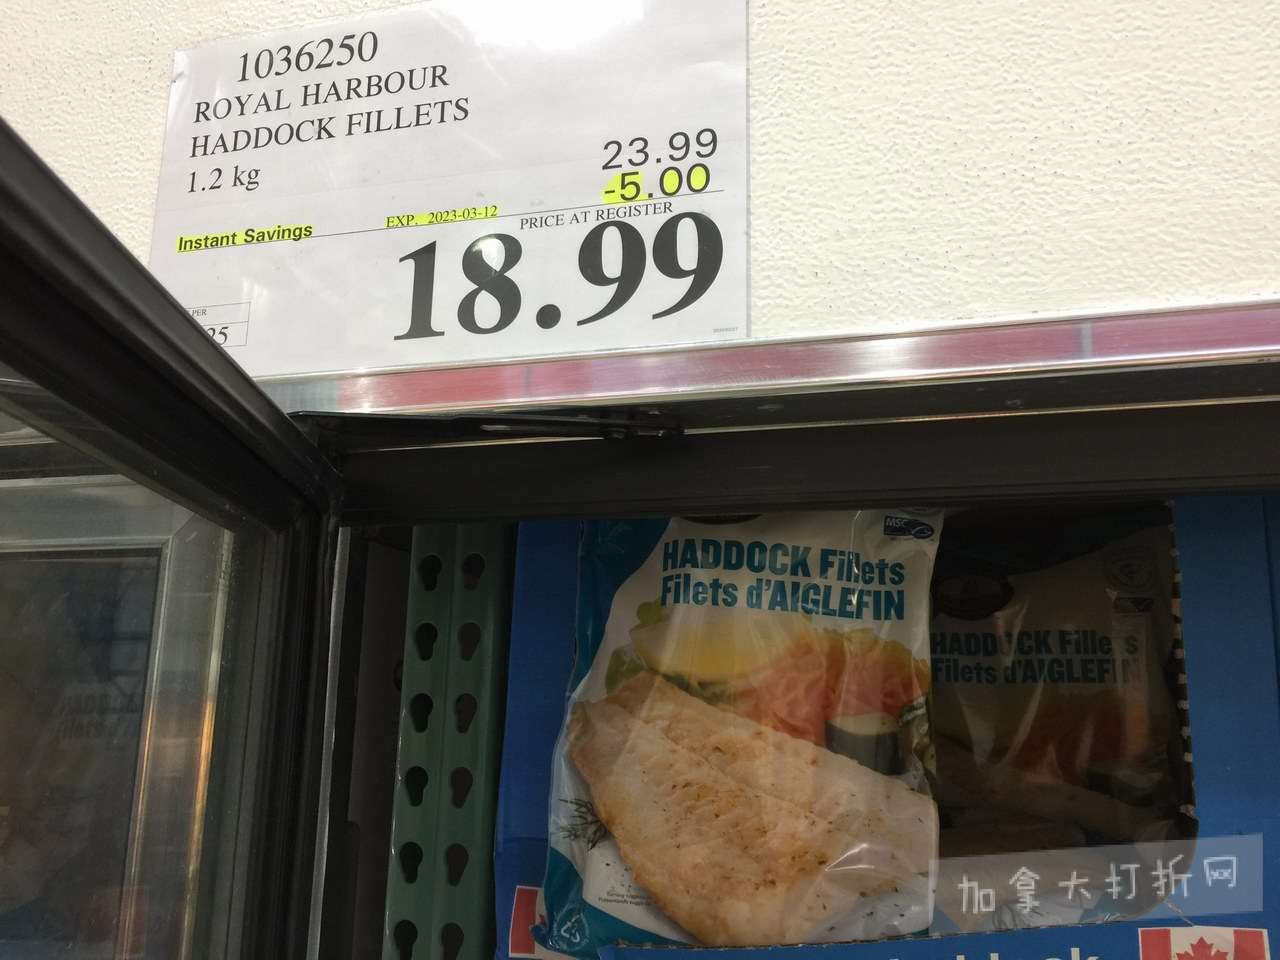 1036250
ROYAL HARBOUR
HADDOCK FILLETS
1.2 kg
23.99
-5.00
Instant Savings
EXP. 2023-03-12
PRICE AT REGISTER
18.99
PER
25
MSC
HADDOCK Fillets
Filets d'AIGLEFIN
HADDOCK Fillets
Filets d'AIGLEFIN
加拿大打折网